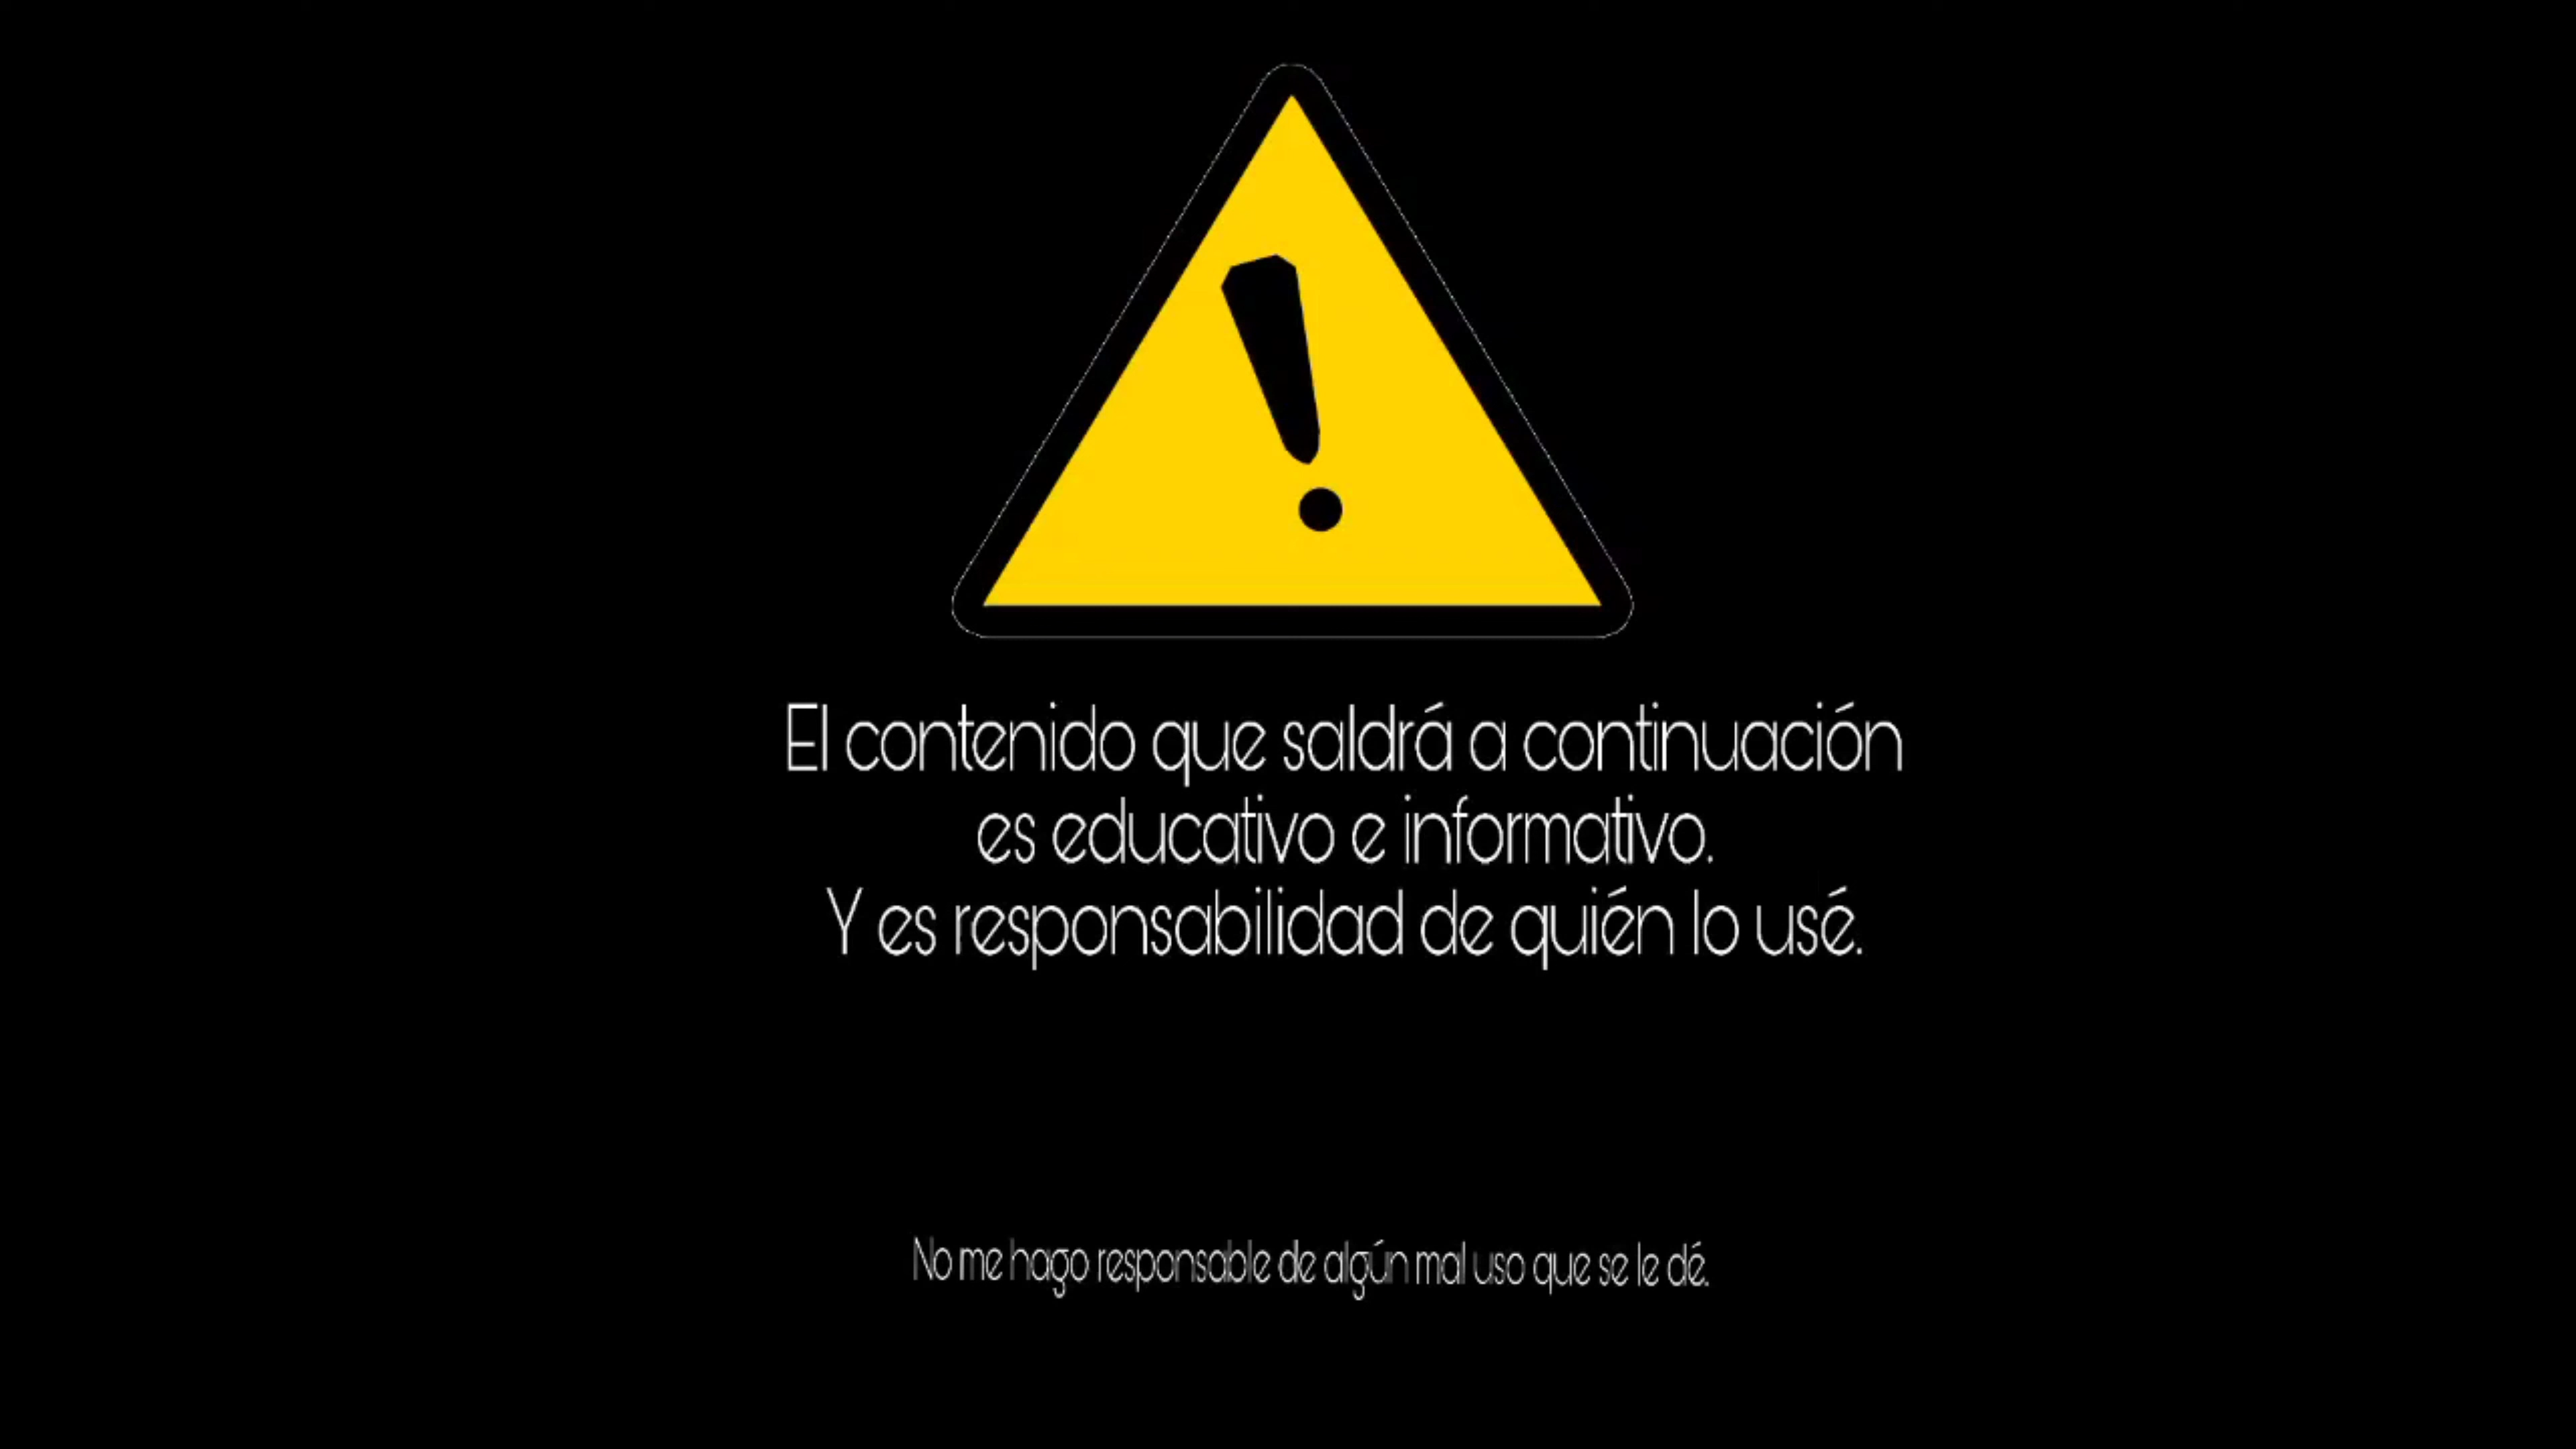 El contenido que saldrá a continuación
es educativo e informativo.
Y es responsabilidad de quién lo usé.
No me hago responsable de algún mal uso que se le dé.